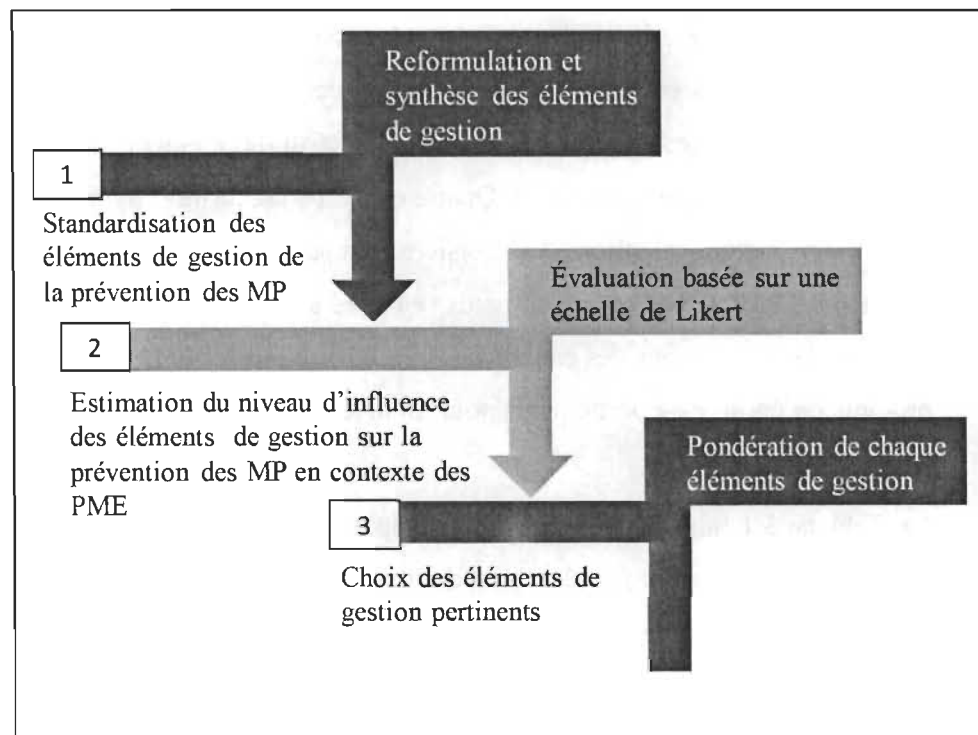 Reformulation et
synthèse des éléments
de gestion
1
Standardisation des
éléments de gestion de
la prévention des MP
Évaluation basée sur une
échelle de Likert
2
Estimation du niveau d'influence
des éléments de gestion sur la
prévention des MP en contexte des
PME
Pondération de chaque
éléments de gestion
3
Choix des éléments de
gestion pertinents